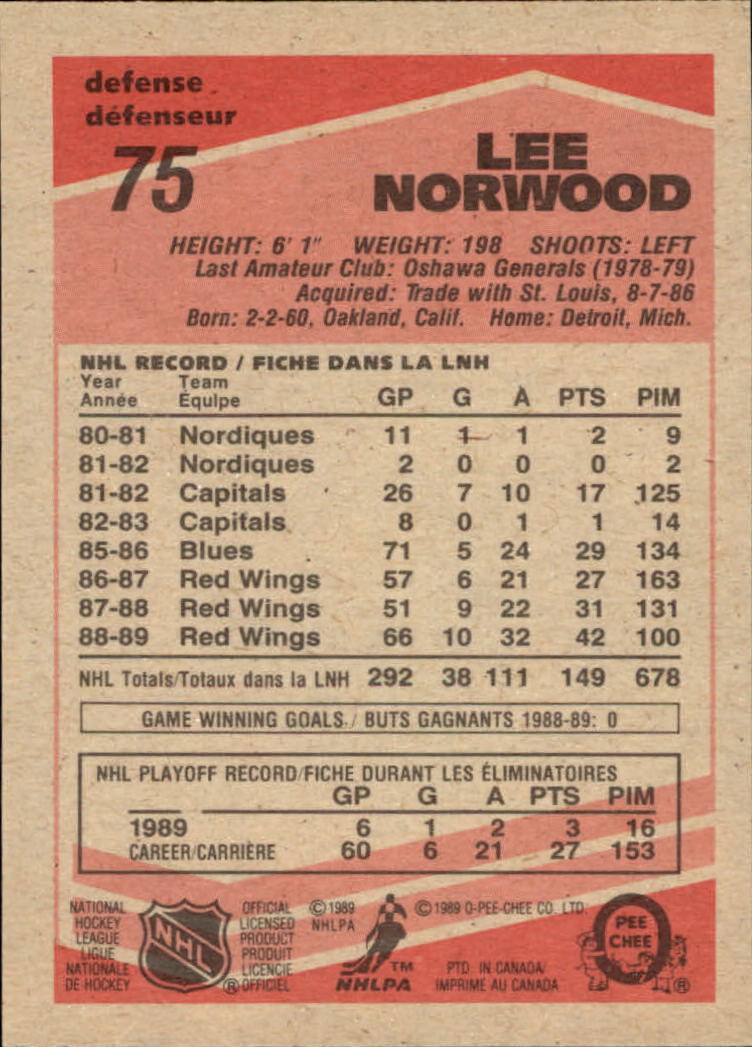 defense
défenseur
75
LEE
NORWOOD
HEIGHT: 6' 1" WEIGHT: 198 SHOOTS: LEFT
Last Amateur Club: Oshawa Generals (1978-79)
Acquired: Trade with St. Louis, 8-7-86
Born: 2-2-60, Oakland, Calif. Home: Detroit, Mich.
NHL RECORD / FICHE DANS LA LNH
Year Team
Année Équipe GP G A PTS PIM
80-81 Nordiques 11 1 1 2 9
81-82 Nordiques 2 0 0 0 2
81-82 Capitals 26 7 10 17 125
82-83 Capitals 8 0 1 1 14
85-86 Blues 71 5 24 29 134
86-87 Red Wings 57 6 21 27 163
87-88 Red Wings 51 9 22 31 131
88-89 Red Wings 66 10 32 42 100
NHL Totals/Totaux dans la LNH 292 38 111 149 678
GAME WINNING GOALS / BUTS GAGNANTS 1988-89: 0
NHL PLAYOFF RECORD/FICHE DURANT LES ÉLIMINATOIRES
GP G A PTS PIM
1989 6 1 2 3 16
CAREER/CARRIÈRE 60 6 21 27 153
NATIONAL
HOCKEY
LEAGUE
LIGUE
NATIONALE
DE HOCKEY
NHL
OFFICIAL
LICENSED
PRODUCT
PRODUIT
LICENCIE
® OFFICIEL
© 1989
NHLPA
TM
NHLPA
© 1989 O-PEE-CHEE CO. LTD.
PTD. IN CANADA
IMPRIMÉ AU CANADA
PEE
CHEE
®